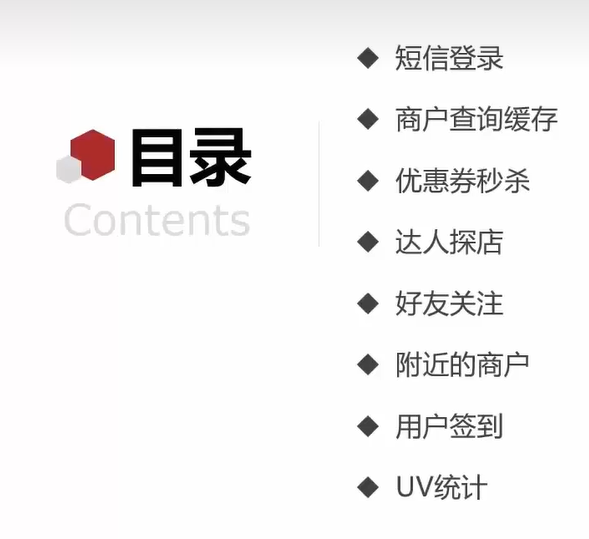 目录
Contents
短信登录
商户查询缓存
优惠券秒杀
达人探店
好友关注
附近的商户
用户签到
UV统计